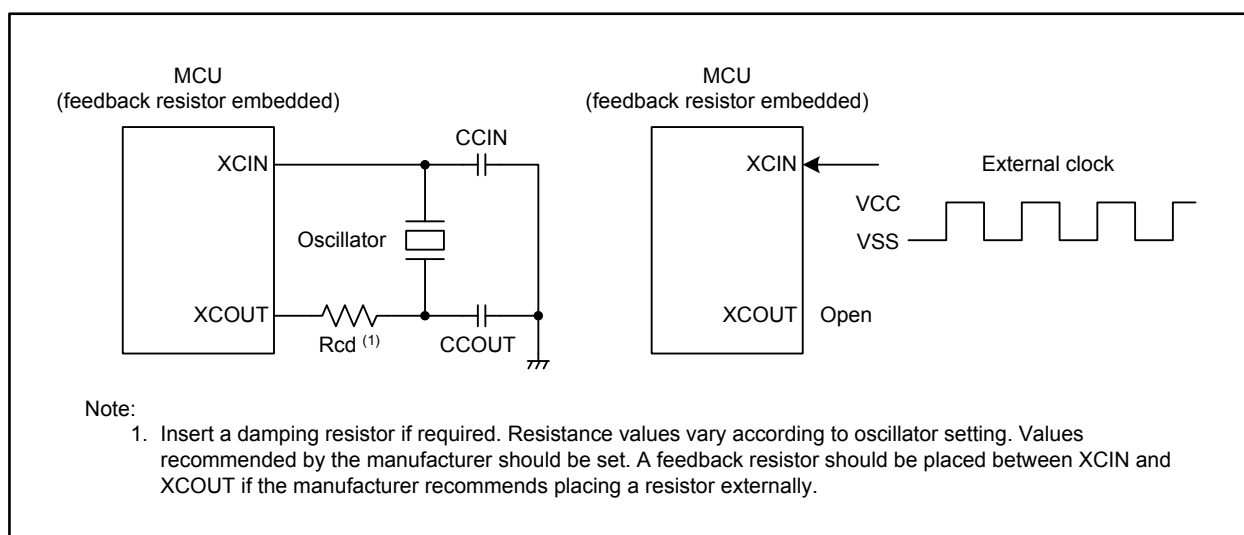 MCU
(feedback resistor embedded)
XCIN
CCIN
Oscillator
XCOUT
Rcd (1)
CCOUT
MCU
(feedback resistor embedded)
XCIN
External clock
VCC
VSS
XCOUT
Open
Note:
1. Insert a damping resistor if required. Resistance values vary according to oscillator setting. Values
recommended by the manufacturer should be set. A feedback resistor should be placed between XCIN and
XCOUT if the manufacturer recommends placing a resistor externally.